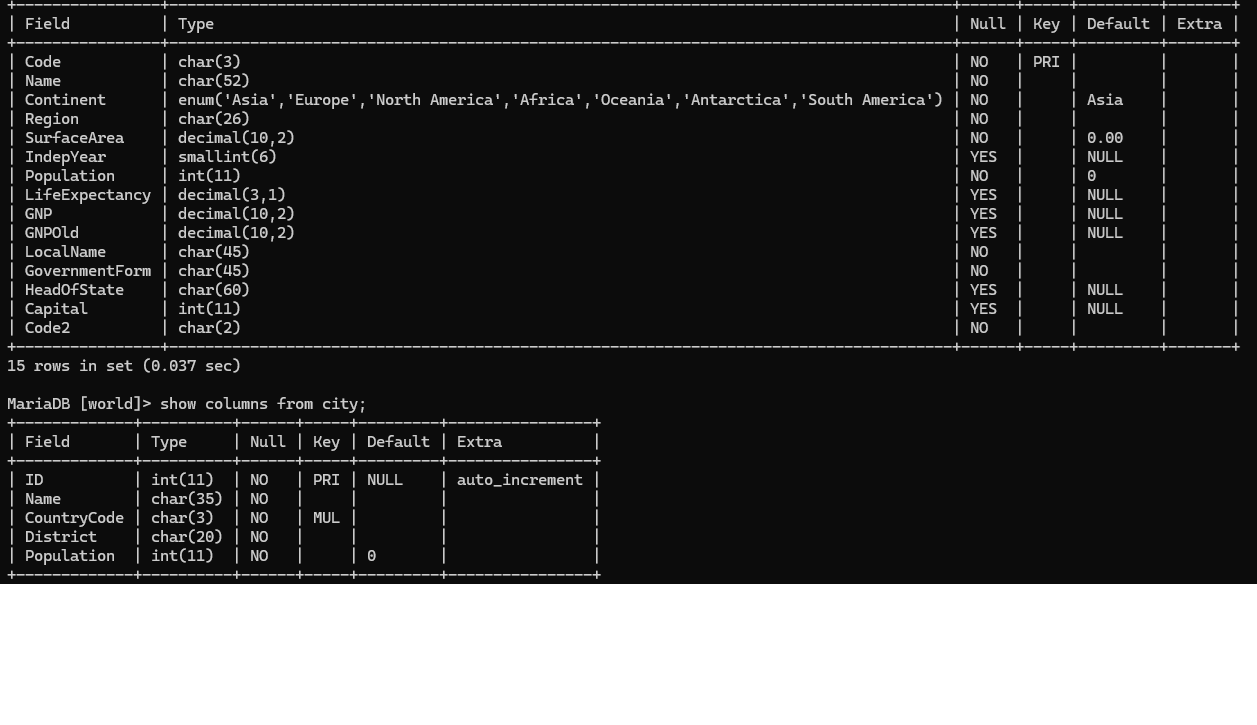 +----------------+---------------------------------------------------------------------------------------+------+-----+---------+-------+
| Field          | Type                                                                                  | Null | Key | Default | Extra |
+----------------+---------------------------------------------------------------------------------------+------+-----+---------+-------+
| Code           | char(3)                                                                               | NO   | PRI |         |       |
| Name           | char(52)                                                                              | NO   |     |         |       |
| Continent      | enum('Asia','Europe','North America','Africa','Oceania','Antarctica','South America') | NO   |     | Asia    |       |
| Region         | char(26)                                                                              | NO   |     |         |       |
| SurfaceArea    | decimal(10,2)                                                                         | NO   |     | 0.00    |       |
| IndepYear      | smallint(6)                                                                           | YES  |     | NULL    |       |
| Population     | int(11)                                                                               | NO   |     | 0       |       |
| LifeExpectancy | decimal(3,1)                                                                          | YES  |     | NULL    |       |
| GNP            | decimal(10,2)                                                                         | YES  |     | NULL    |       |
| GNPOld         | decimal(10,2)                                                                         | YES  |     | NULL    |       |
| LocalName      | char(45)                                                                              | NO   |     |         |       |
| GovernmentForm | char(45)                                                                              | NO   |     |         |       |
| HeadOfState    | char(60)                                                                              | YES  |     | NULL    |       |
| Capital        | int(11)                                                                               | YES  |     | NULL    |       |
| Code2          | char(2)                                                                               | NO   |     |         |       |
+----------------+---------------------------------------------------------------------------------------+------+-----+---------+-------+
15 rows in set (0.037 sec)

MariaDB [world]> show columns from city;
+-------------+----------+------+-----+---------+----------------+
| Field       | Type     | Null | Key | Default | Extra          |
+-------------+----------+------+-----+---------+----------------+
| ID          | int(11)  | NO   | PRI | NULL    | auto_increment |
| Name        | char(35) | NO   |     |         |                |
| CountryCode | char(3)  | NO   | MUL |         |                |
| District    | char(20) | NO   |     |         |                |
| Population  | int(11)  | NO   |     | 0       |                |
+-------------+----------+------+-----+---------+----------------+